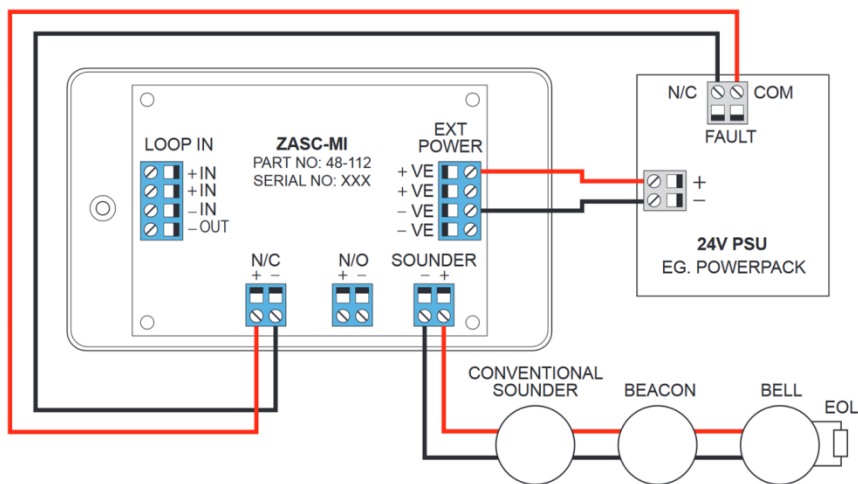 N/C
COM
FAULT
LOOP IN
+IN
+IN
−IN
−OUT
ZASC-MI
PART NO: 48-112
SERIAL NO: XXX
EXT
POWER
+ VE
+ VE
− VE
− VE
+
−
24V PSU
EG. POWERPACK
N/C
+ −
N/O
+ −
SOUNDER
− +
CONVENTIONAL
SOUNDER
BEACON
BELL
EOL